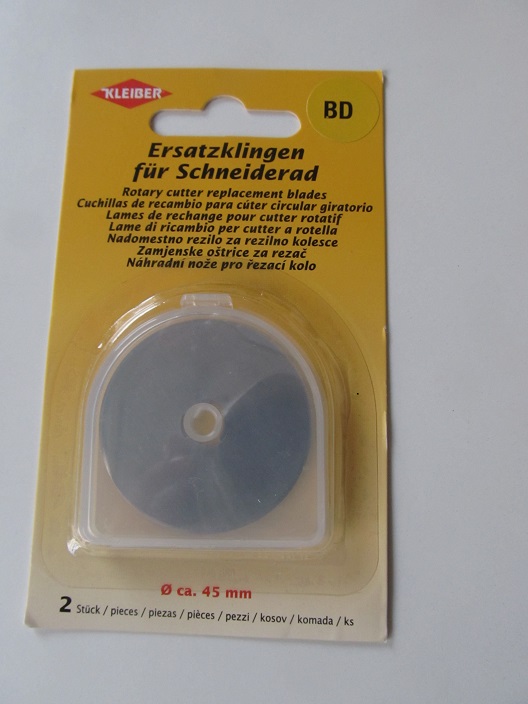 KLEIBER
BD
Ersatzklingen
für Schneiderad
Rotary cutter replacement blades
Cuchillas de recambio para cúter circular giratorio
Lames de rechange pour cutter rotatif
Lame di ricambio per cutter a rotella
Nadomestno rezilo za rezilno kolesce
Zamjenske oštrice za rezač
Náhradní nože pro řezací kolo
Ø ca. 45 mm
2 Stück / pieces / piezas / pièces / pezzi / kosov / komada / ks